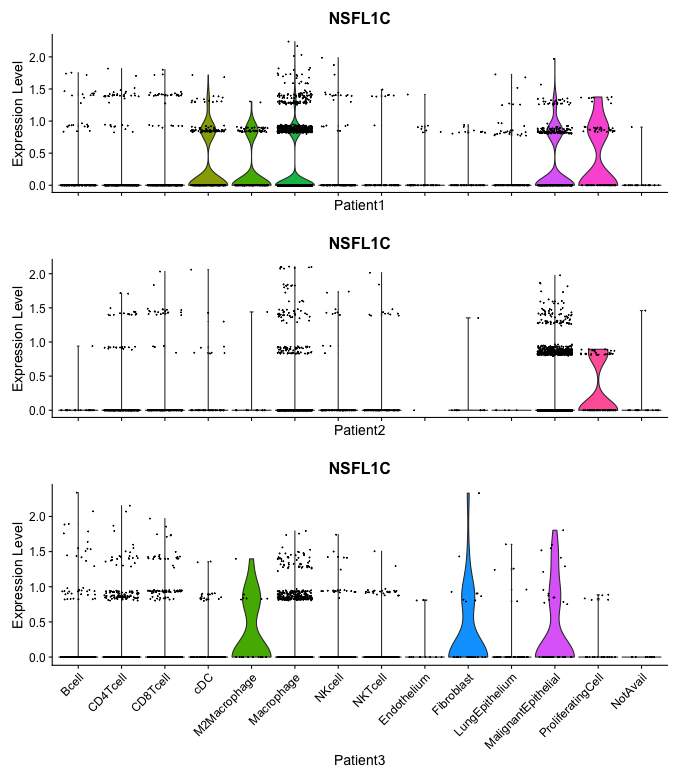 NSFL1C
Expression Level
2.0
1.5
1.0
0.5
0.0
Patient1
NSFL1C
Expression Level
2.0
1.5
1.0
0.5
0.0
Patient2
NSFL1C
Expression Level
2.0
1.5
1.0
0.5
0.0
Bcell
CD4Tcell
CD8Tcell
cDC
M2Macrophage
Macrophage
NKcell
NKTcell
Endothelium
Fibroblast
LungEpithelium
MalignantEpithelial
ProliferatingCell
NotAvail
Patient3